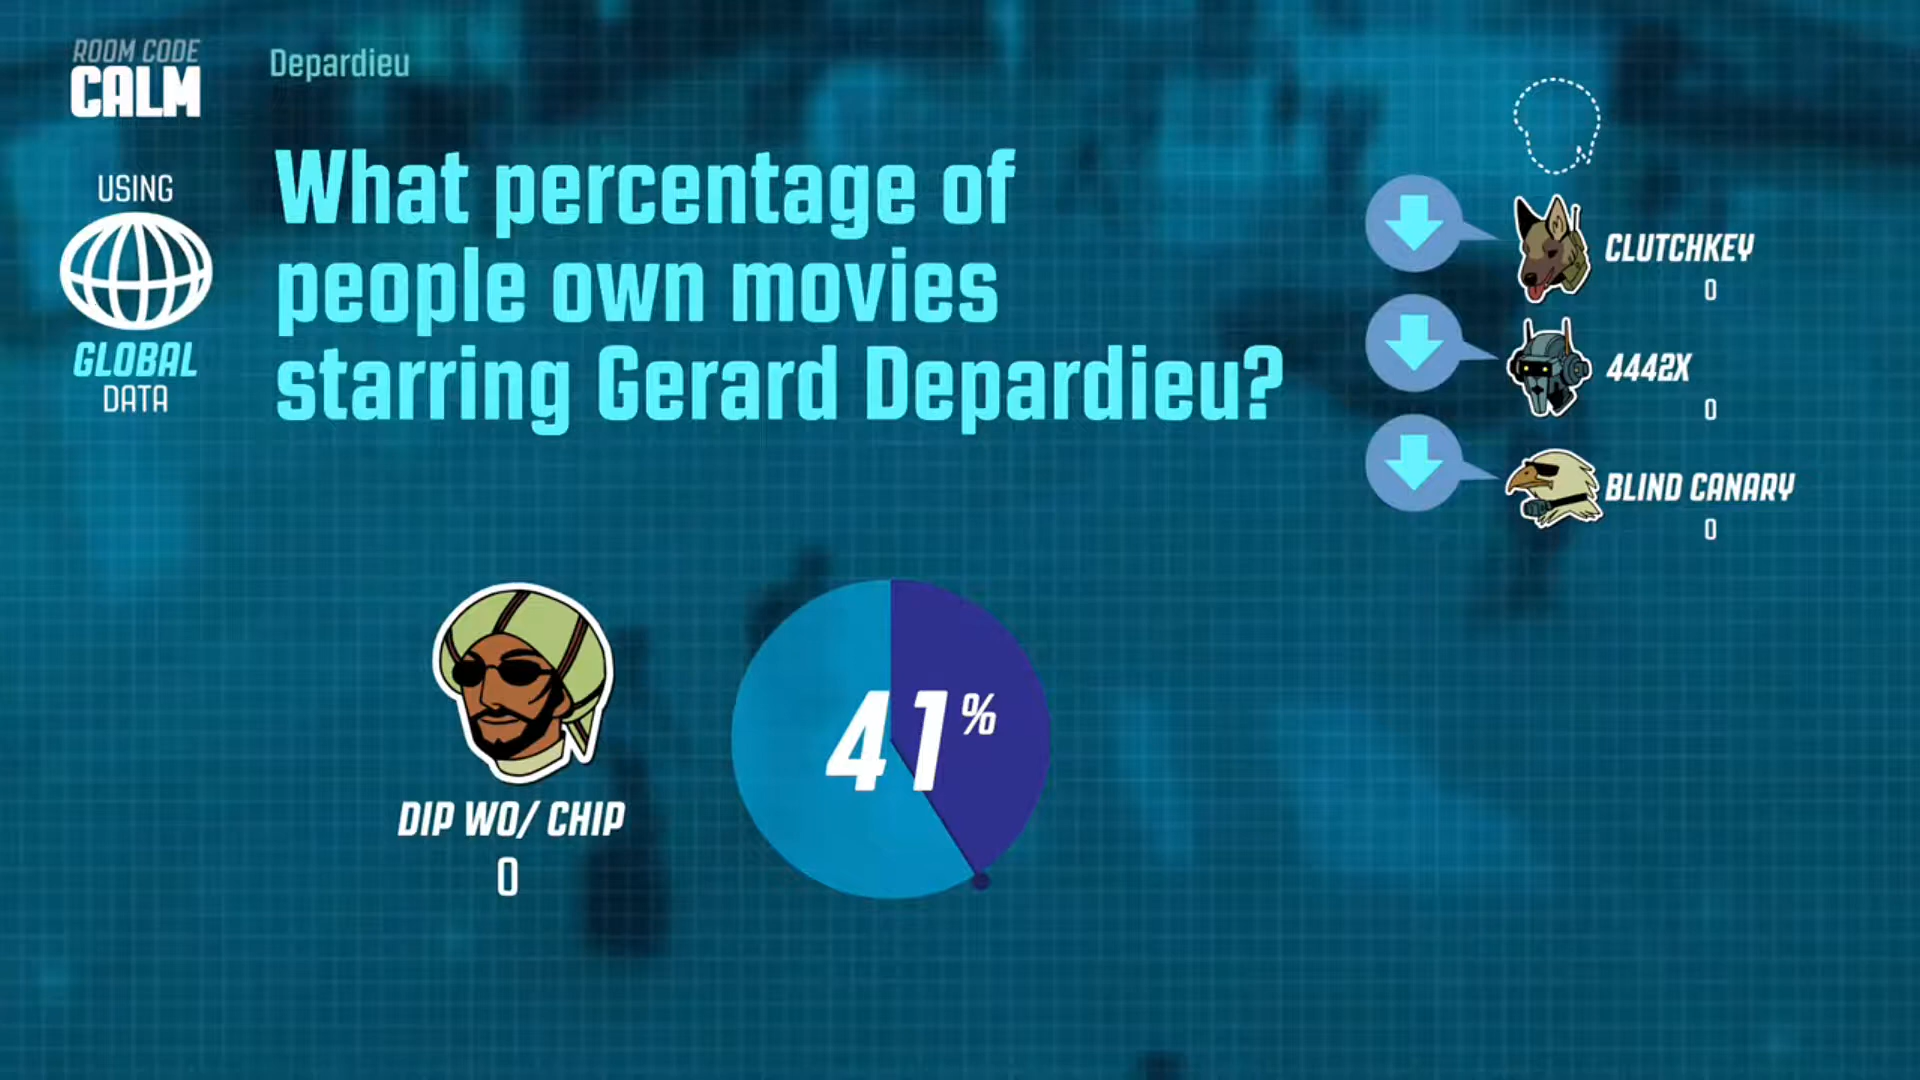 ROOM CODE
CALM
Depardieu
USING
GLOBAL
DATA
What percentage of
people own movies
starring Gerard Depardieu?
CLUTCHKEY
0
4442X
0
BLIND CANARY
0
41%
DIP WO/ CHIP
0